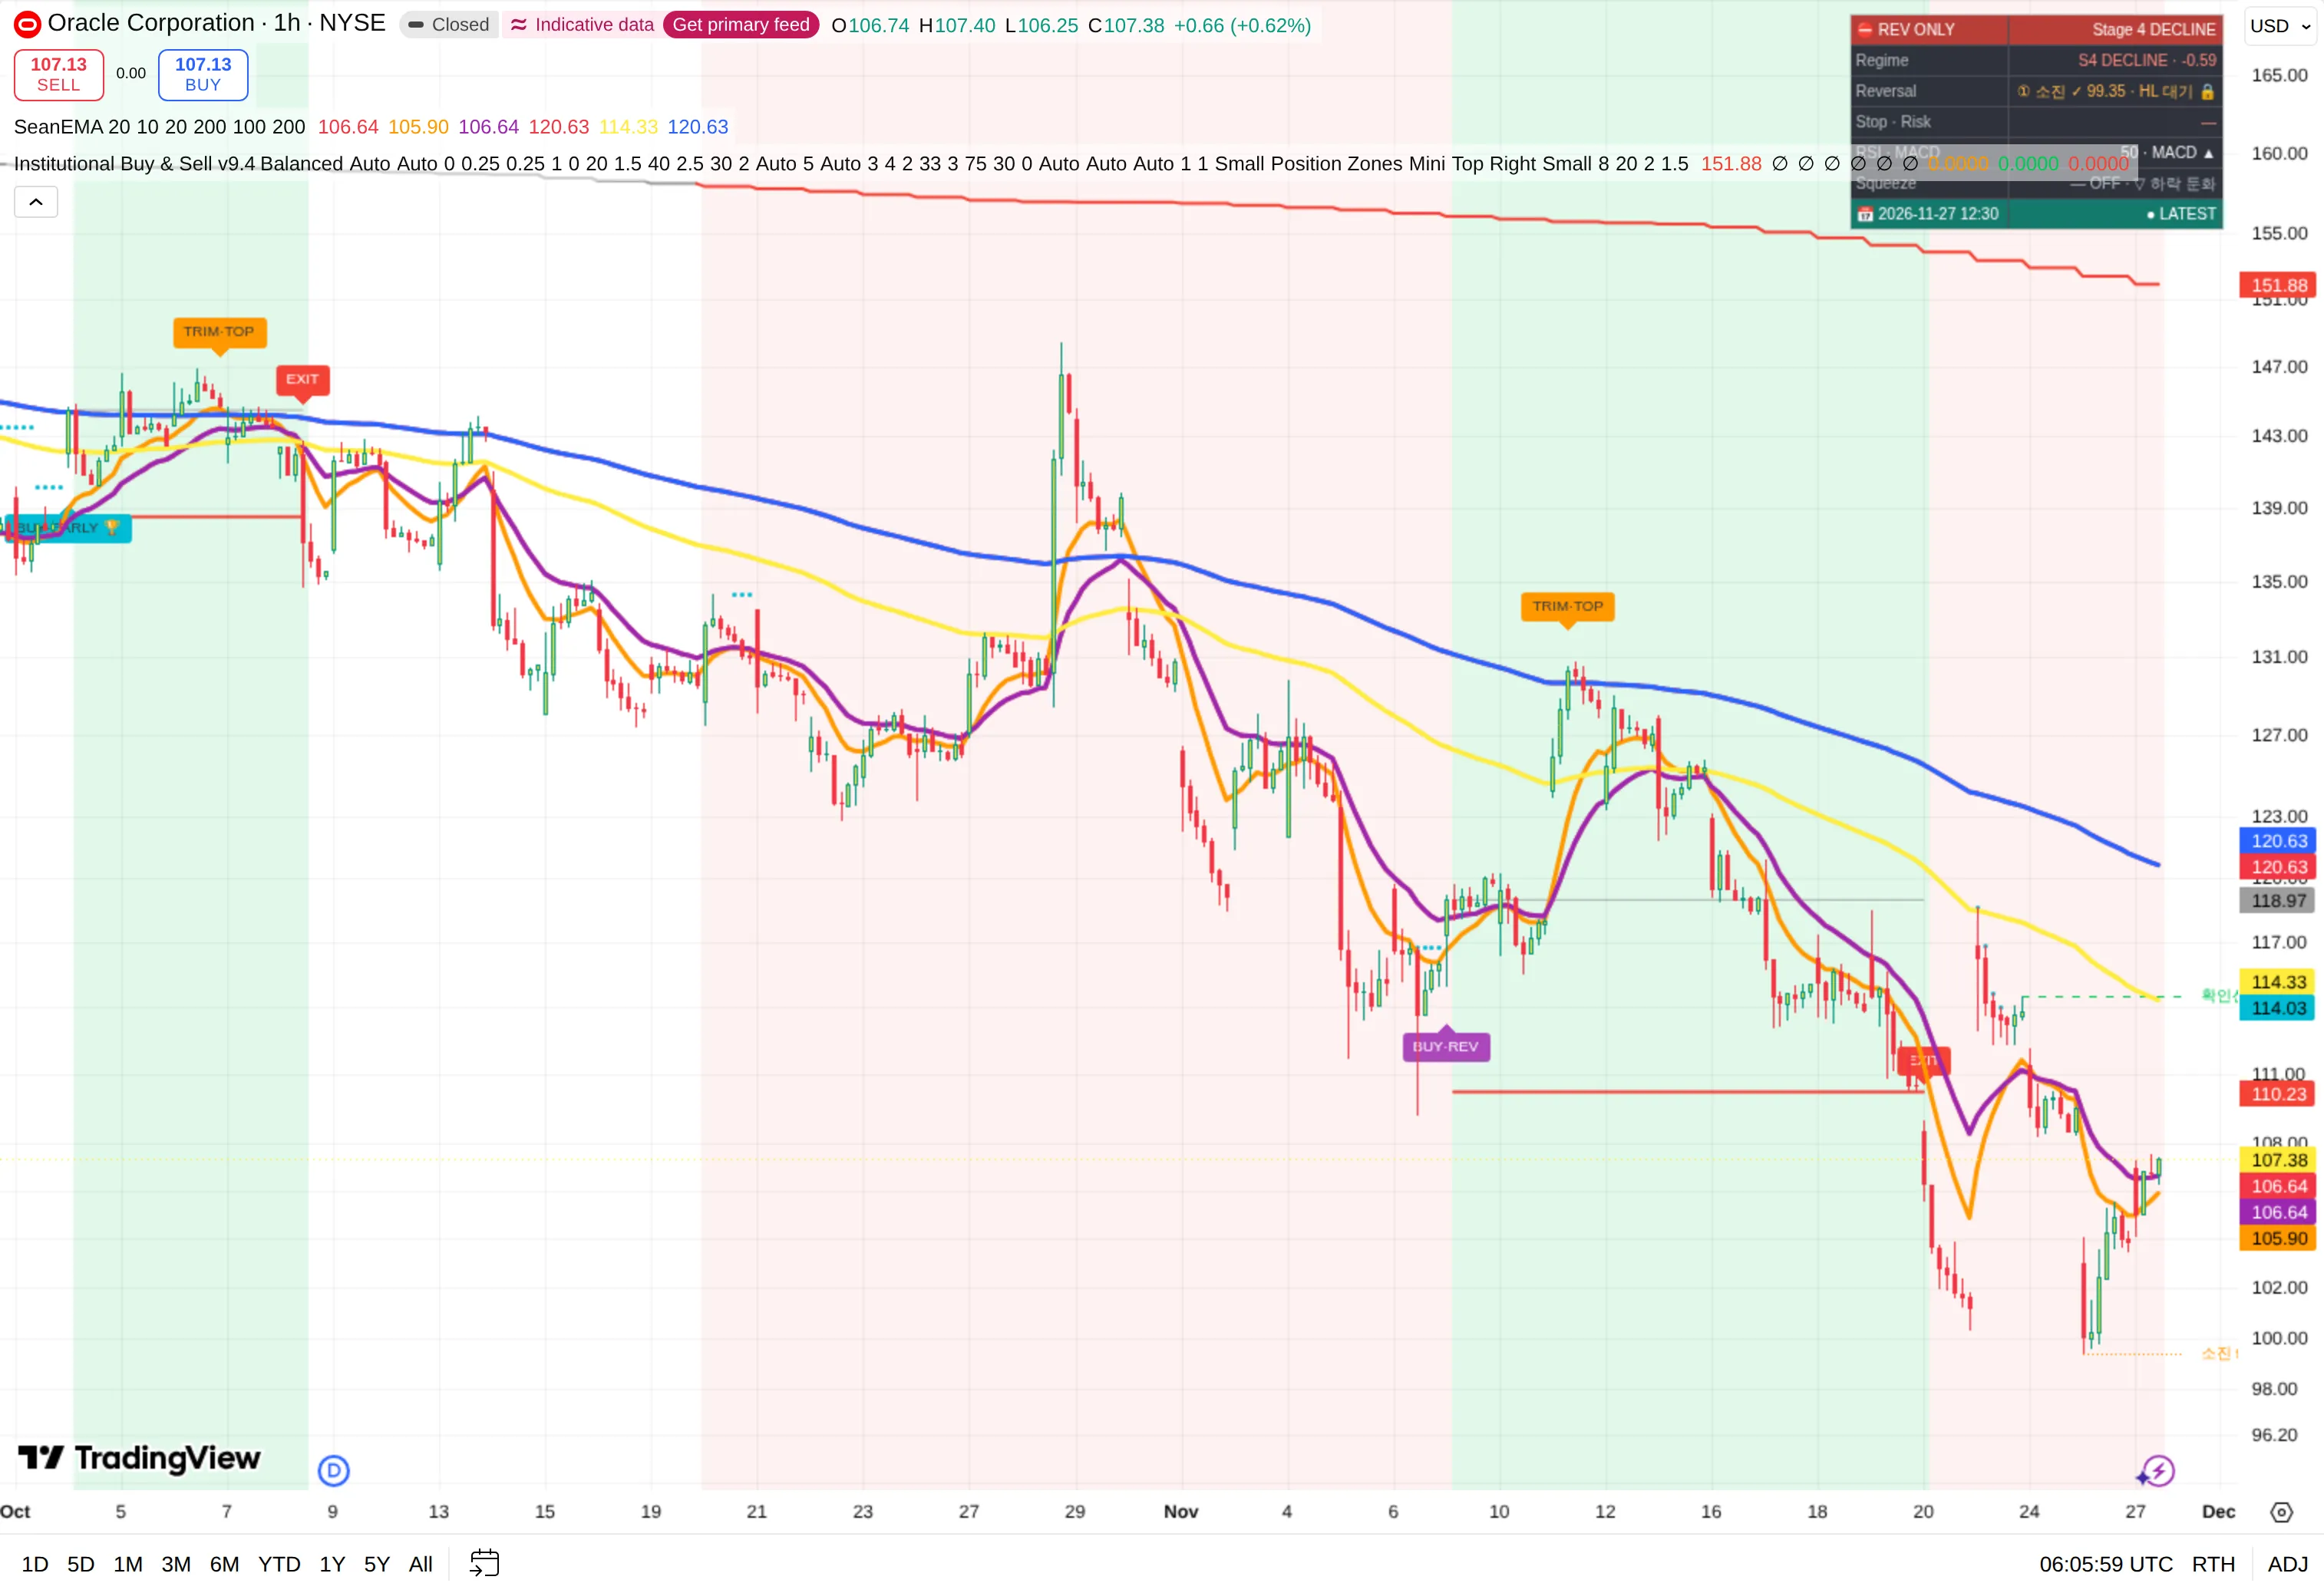 Oracle Corporation · 1h · NYSE Closed Indicative data Get primary feed O106.74 H107.40 L106.25 C107.38 +0.66 (+0.62%)
107.13 SELL 0.00 107.13 BUY
SeanEMA 20 10 20 200 100 200 106.64 105.90 106.64 120.63 114.33 120.63
Institutional Buy & Sell v9.4 Balanced Auto Auto 0 0.25 0.25 1 0 20 1.5 40 2.5 30 2 Auto 5 Auto 3 4 2 33 3 75 30 0 Auto Auto Auto 1 1 Small Position Zones Mini Top Right Small 8 20 2 1.5 151.88 ∅ ∅ ∅ ∅ ∅ ∅ 0.0000 0.0000 0.0000
REV ONLY Stage 4 DECLINE
Regime S4 DECLINE · -0.59
Reversal ① 소진 ✓ 99.35 · HL 대기 🔒
Stop · Risk —
RSI · MACD 50 · MACD ▲
Squeeze — OFF · ▽ 하락 둔화
📅 2026-11-27 12:30 ● LATEST
USD
165.00
160.00
155.00
151.88
151.00
147.00
143.00
139.00
135.00
131.00
127.00
123.00
120.63
120.63
120.00
118.97
117.00
114.33
114.03
111.00
110.23
108.00
107.38
106.64
106.64
105.90
102.00
100.00
98.00
96.20
TRIM-TOP
EXIT
TRIM-TOP
BUY-REV
EXIT
소진
TradingView
D
Oct 5 7 9 13 15 19 21 23 27 29 Nov 4 6 10 12 16 18 20 24 27 Dec
1D 5D 1M 3M 6M YTD 1Y 5Y All 06:05:59 UTC RTH ADJ